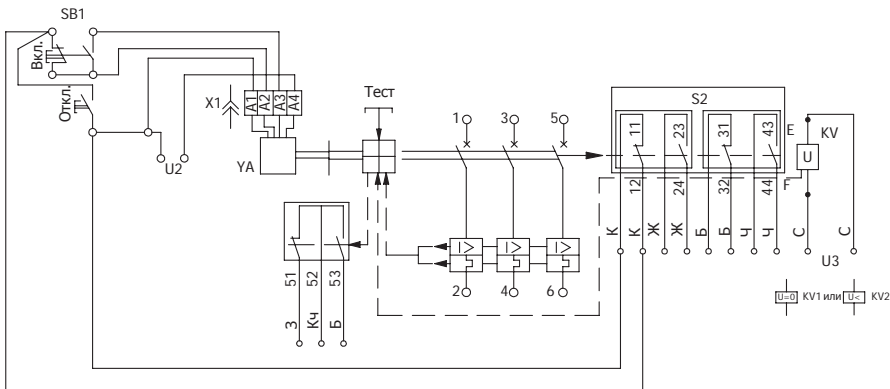 SB1
Вкл.
Откл.
X1
A1 A2 A3 A4
YA
U2
Тест
1 3 5
2 4 6
I> I> I>
S2
11 23 31 43
12 24 32 44
E
F
KV
U
К К Ж Ж Б Б Ч Ч С С
U3
51 52 53
З Кч Б
U=0 KV1 или U< KV2